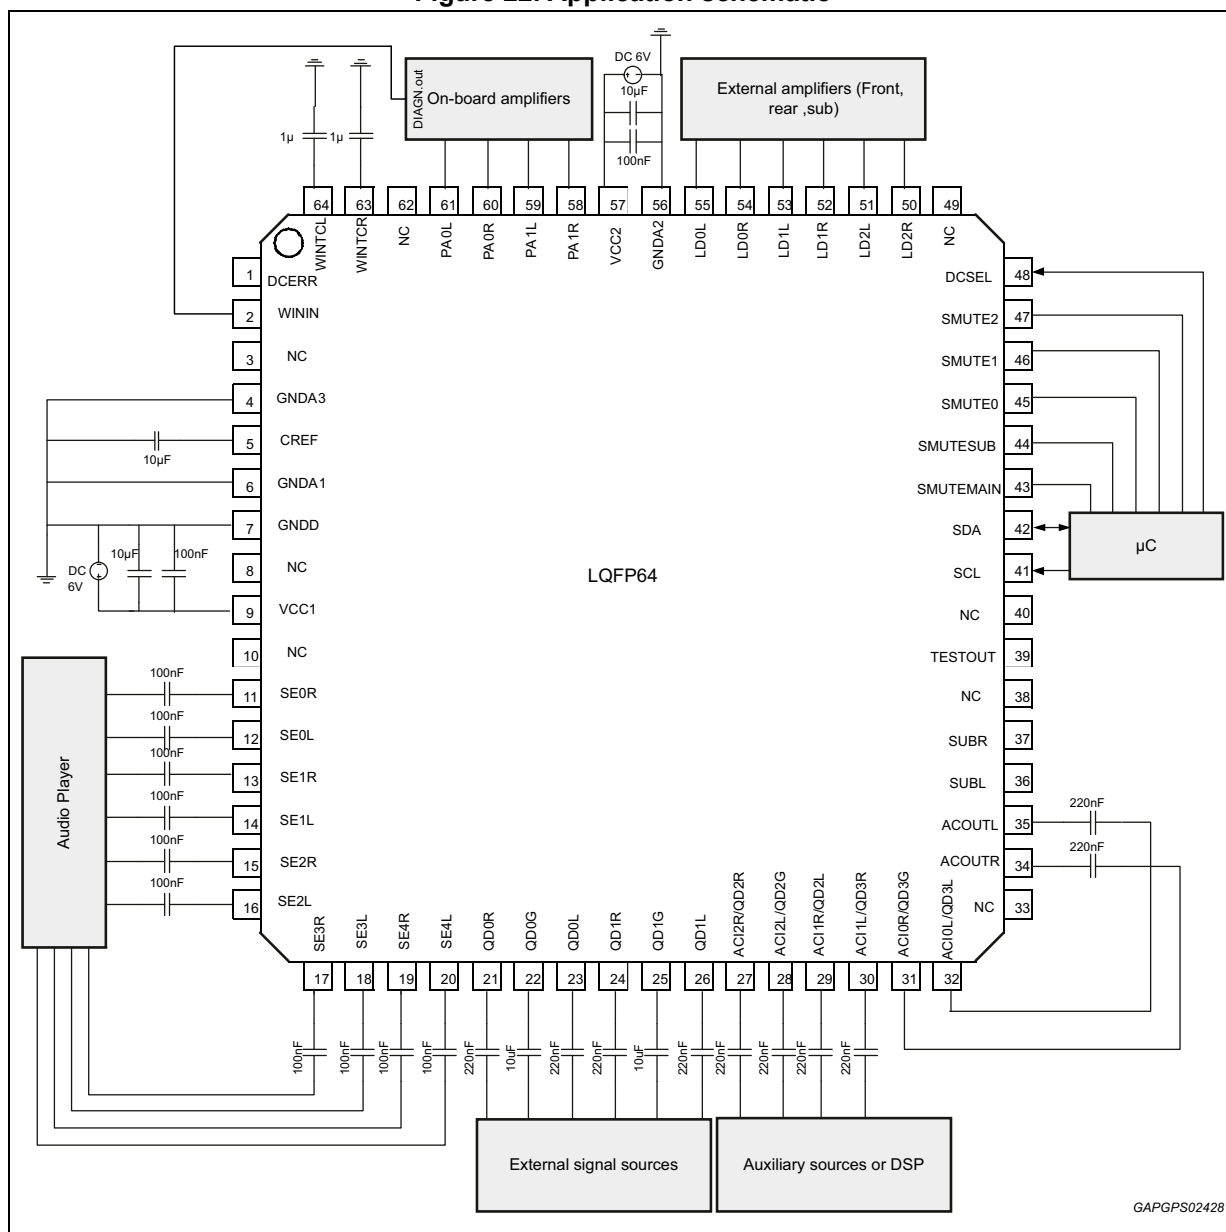 DC 6V
10µF
100nF
DIAGN.out
On-board amplifiers
External amplifiers (Front,
rear ,sub)
1µ
1µ
64
63
62
61
60
59
58
57
56
55
54
53
52
51
50
49
WINTCL
WINTCR
NC
PA0L
PA0R
PA1L
PA1R
VCC2
GNDA2
LD0L
LD0R
LD1L
LD1R
LD2L
LD2R
NC
1
DCERR
2
WININ
3
NC
4
GNDA3
5
CREF
10µF
6
GNDA1
7
GNDD
8
NC
9
VCC1
10
NC
DC
6V
10µF
100nF
11
SE0R
12
SE0L
13
SE1R
14
SE1L
15
SE2R
16
SE2L
100nF
100nF
100nF
100nF
100nF
100nF
Audio Player
LQFP64
DCSEL
48
SMUTE2
47
SMUTE1
46
SMUTE0
45
SMUTESUB
44
SMUTEMAIN
43
SDA
42
SCL
41
µC
NC
40
TESTOUT
39
NC
38
SUBR
37
SUBL
36
ACOUTL
35
220nF
ACOUTR
34
220nF
NC
33
SE3R
SE3L
SE4R
SE4L
QD0R
QD0G
QD0L
QD1R
QD1G
QD1L
ACI2R/QD2R
ACI2L/QD2G
ACI1R/QD2L
ACI1L/QD3R
ACI0R/QD3G
ACI0L/QD3L
17
18
19
20
21
22
23
24
25
26
27
28
29
30
31
32
100nF
100nF
100nF
100nF
220nF
10uF
220nF
220nF
10uF
220nF
220nF
220nF
220nF
220nF
External signal sources
Auxiliary sources or DSP
GAPGPS02428